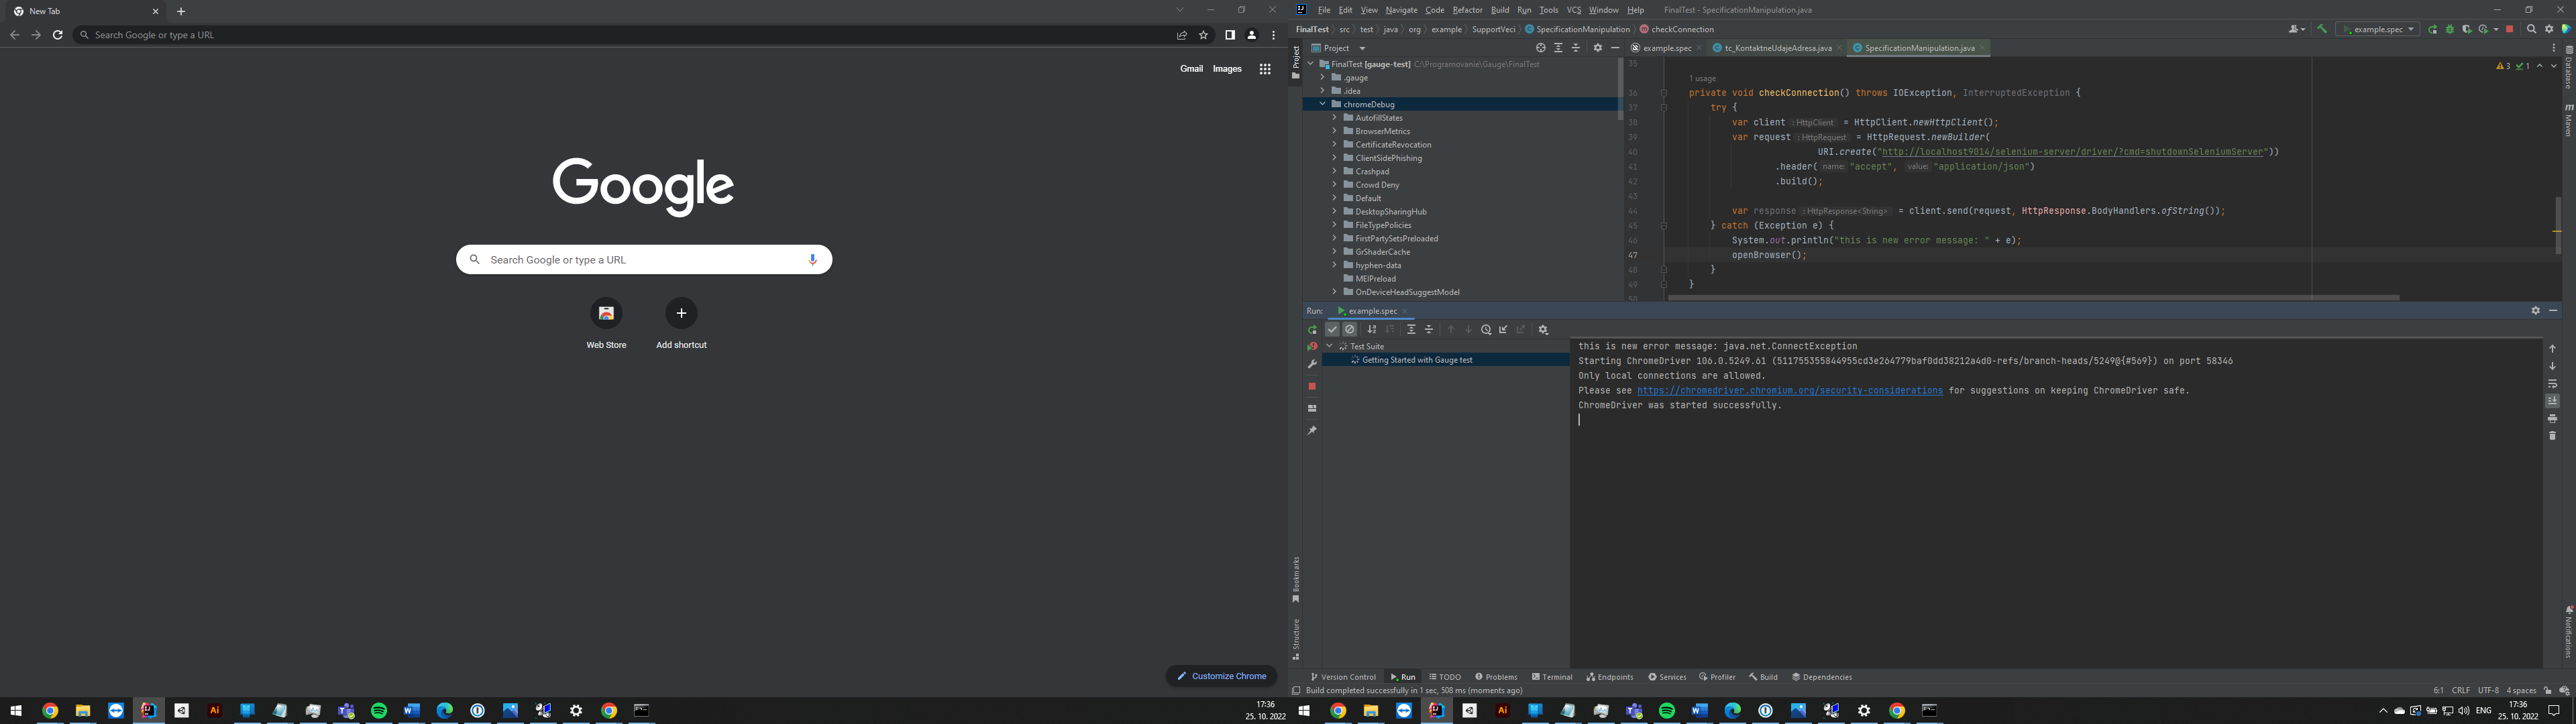 New Tab
Search Google or type a URL
Gmail Images
Google
Search Google or type a URL
Web Store
Add shortcut
Customize Chrome
17:36
25. 10. 2022
File Edit View Navigate Code Refactor Build Run Tools VCS Window Help FinalTest - SpecificationManipulation.java
FinalTest src test java org example SupportVeci SpecificationManipulation checkConnection
example.spec
Project
example.spec tc_KontaktneUdajeAdresa.java SpecificationManipulation.java
Project
FinalTest [gauge-test] C:\Programovanie\Gauge\FinalTest
.gauge
.idea
chromeDebug
AutofillStates
BrowserMetrics
CertificateRevocation
ClientSidePhishing
Crashpad
Crowd Deny
Default
DesktopSharingHub
FileTypePolicies
FirstPartySetsPreloaded
GrShaderCache
hyphen-data
MEIPreload
OnDeviceHeadSuggestModel
3 1
35
1 usage
36 private void checkConnection() throws IOException, InterruptedException {
37 try {
38 var client : HttpClient = HttpClient.newHttpClient();
39 var request : HttpRequest = HttpRequest.newBuilder(
40 URI.create("http://localhost9014/selenium-server/driver/?cmd=shutdownSeleniumServer"))
41 .header( name: "accept", value: "application/json")
42 .build();
43
44 var response : HttpResponse<String> = client.send(request, HttpResponse.BodyHandlers.ofString());
45 } catch (Exception e) {
46 System.out.println("this is new error message: " + e);
47 openBrowser();
48 }
49 }
50
Database
Maven
Notifications
Run: example.spec
Test Suite
Getting Started with Gauge test
this is new error message: java.net.ConnectException
Starting ChromeDriver 106.0.5249.61 (511755355844955cd3e264779baf0dd38212a4d0-refs/branch-heads/5249@{#569}) on port 58346
Only local connections are allowed.
Please see https://chromedriver.chromium.org/security-considerations for suggestions on keeping ChromeDriver safe.
ChromeDriver was started successfully.
Bookmarks
Structure
Version Control Run TODO Problems Terminal Endpoints Services Profiler Build Dependencies
Build completed successfully in 1 sec, 508 ms (moments ago)
6:1 CRLF UTF-8 4 spaces
ENG
17:36
25. 10. 2022